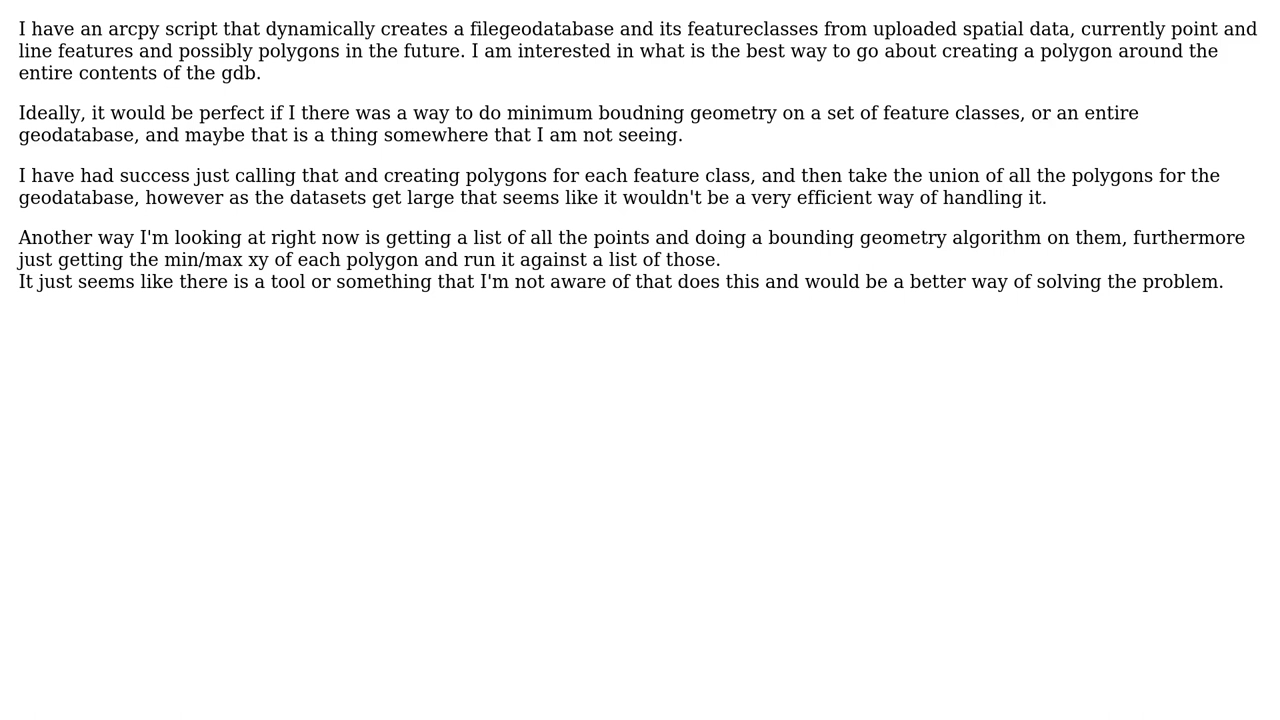 I have an arcpy script that dynamically creates a filegeodatabase and its featureclasses from uploaded spatial data, currently point and
line features and possibly polygons in the future. I am interested in what is the best way to go about creating a polygon around the
entire contents of the gdb.
Ideally, it would be perfect if I there was a way to do minimum boudning geometry on a set of feature classes, or an entire
geodatabase, and maybe that is a thing somewhere that I am not seeing.
I have had success just calling that and creating polygons for each feature class, and then take the union of all the polygons for the
geodatabase, however as the datasets get large that seems like it wouldn't be a very efficient way of handling it.
Another way I'm looking at right now is getting a list of all the points and doing a bounding geometry algorithm on them, furthermore
just getting the min/max xy of each polygon and run it against a list of those.
It just seems like there is a tool or something that I'm not aware of that does this and would be a better way of solving the problem.